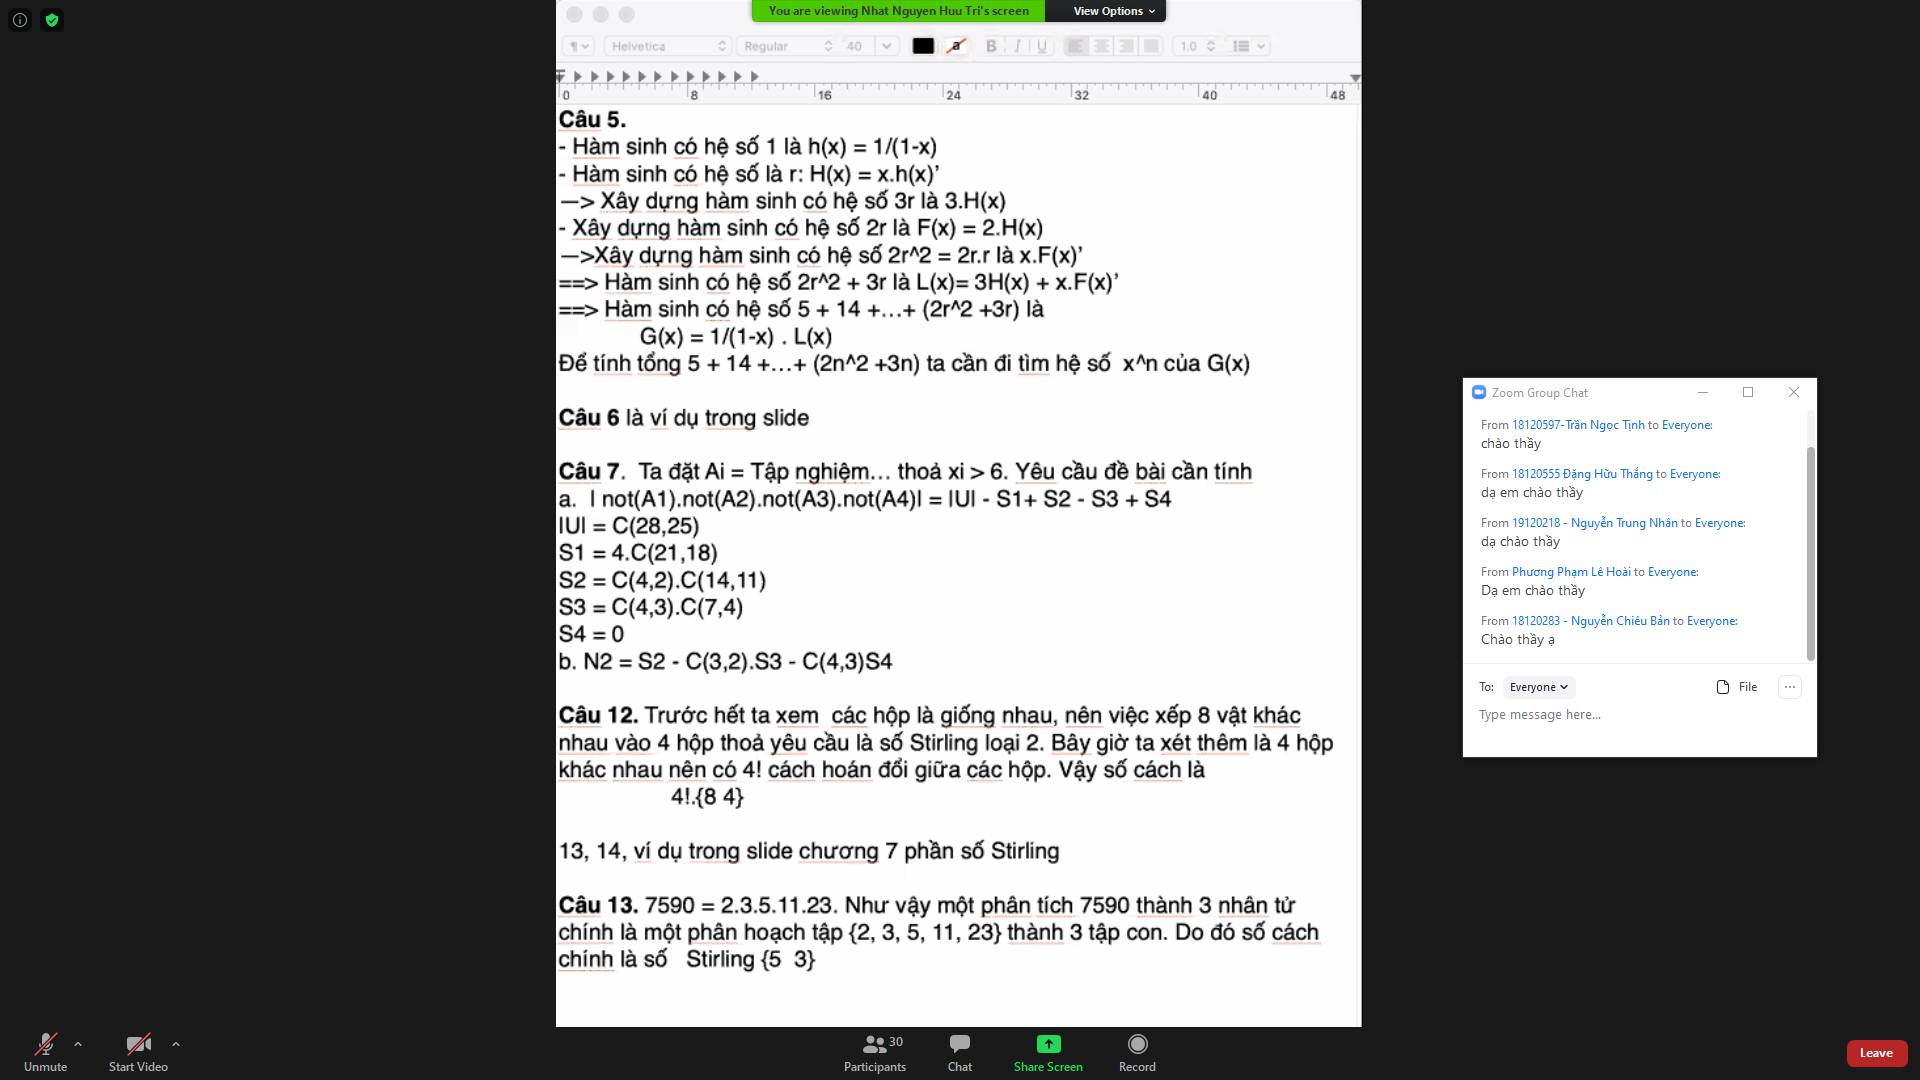 You are viewing Nhat Nguyen Huu Tri's screen
View Options
¶
Helvetica
Regular
40
a
B I U
1.0
0 8 16 24 32 40 48
Câu 5.
- Hàm sinh có hệ số 1 là h(x) = 1/(1-x)
- Hàm sinh có hệ số là r: H(x) = x.h(x)’
—> Xây dựng hàm sinh có hệ số 3r là 3.H(x)
- Xây dựng hàm sinh có hệ số 2r là F(x) = 2.H(x)
—>Xây dựng hàm sinh có hệ số 2r^2 = 2r.r là x.F(x)’
==> Hàm sinh có hệ số 2r^2 + 3r là L(x)= 3H(x) + x.F(x)’
==> Hàm sinh có hệ số 5 + 14 +…+ (2r^2 +3r) là
G(x) = 1/(1-x) . L(x)
Để tính tổng 5 + 14 +…+ (2n^2 +3n) ta cần đi tìm hệ số x^n của G(x)
Câu 6 là ví dụ trong slide
Câu 7. Ta đặt Ai = Tập nghiệm… thoả xi > 6. Yêu cầu đề bài cần tính
a. | not(A1).not(A2).not(A3).not(A4)| = |U| - S1+ S2 - S3 + S4
|U| = C(28,25)
S1 = 4.C(21,18)
S2 = C(4,2).C(14,11)
S3 = C(4,3).C(7,4)
S4 = 0
b. N2 = S2 - C(3,2).S3 - C(4,3)S4
Câu 12. Trước hết ta xem các hộp là giống nhau, nên việc xếp 8 vật khác
nhau vào 4 hộp thoả yêu cầu là số Stirling loại 2. Bây giờ ta xét thêm là 4 hộp
khác nhau nên có 4! cách hoán đổi giữa các hộp. Vậy số cách là
4!.{8 4}
13, 14, ví dụ trong slide chương 7 phần số Stirling
Câu 13. 7590 = 2.3.5.11.23. Như vậy một phân tích 7590 thành 3 nhân tử
chính là một phân hoạch tập {2, 3, 5, 11, 23} thành 3 tập con. Do đó số cách
chính là số Stirling {5 3}
Zoom Group Chat
From 18120597-Trần Ngọc Tịnh to Everyone:
chào thầy
From 18120555 Đặng Hữu Thắng to Everyone:
dạ em chào thầy
From 19120218 - Nguyễn Trung Nhân to Everyone:
dạ chào thầy
From Phương Phạm Lê Hoài to Everyone:
Dạ em chào thầy
From 18120283 - Nguyễn Chiêu Bản to Everyone:
Chào thầy ạ
To: Everyone File ...
Type message here...
Unmute
Start Video
Participants 30
Chat
Share Screen
Record
Leave